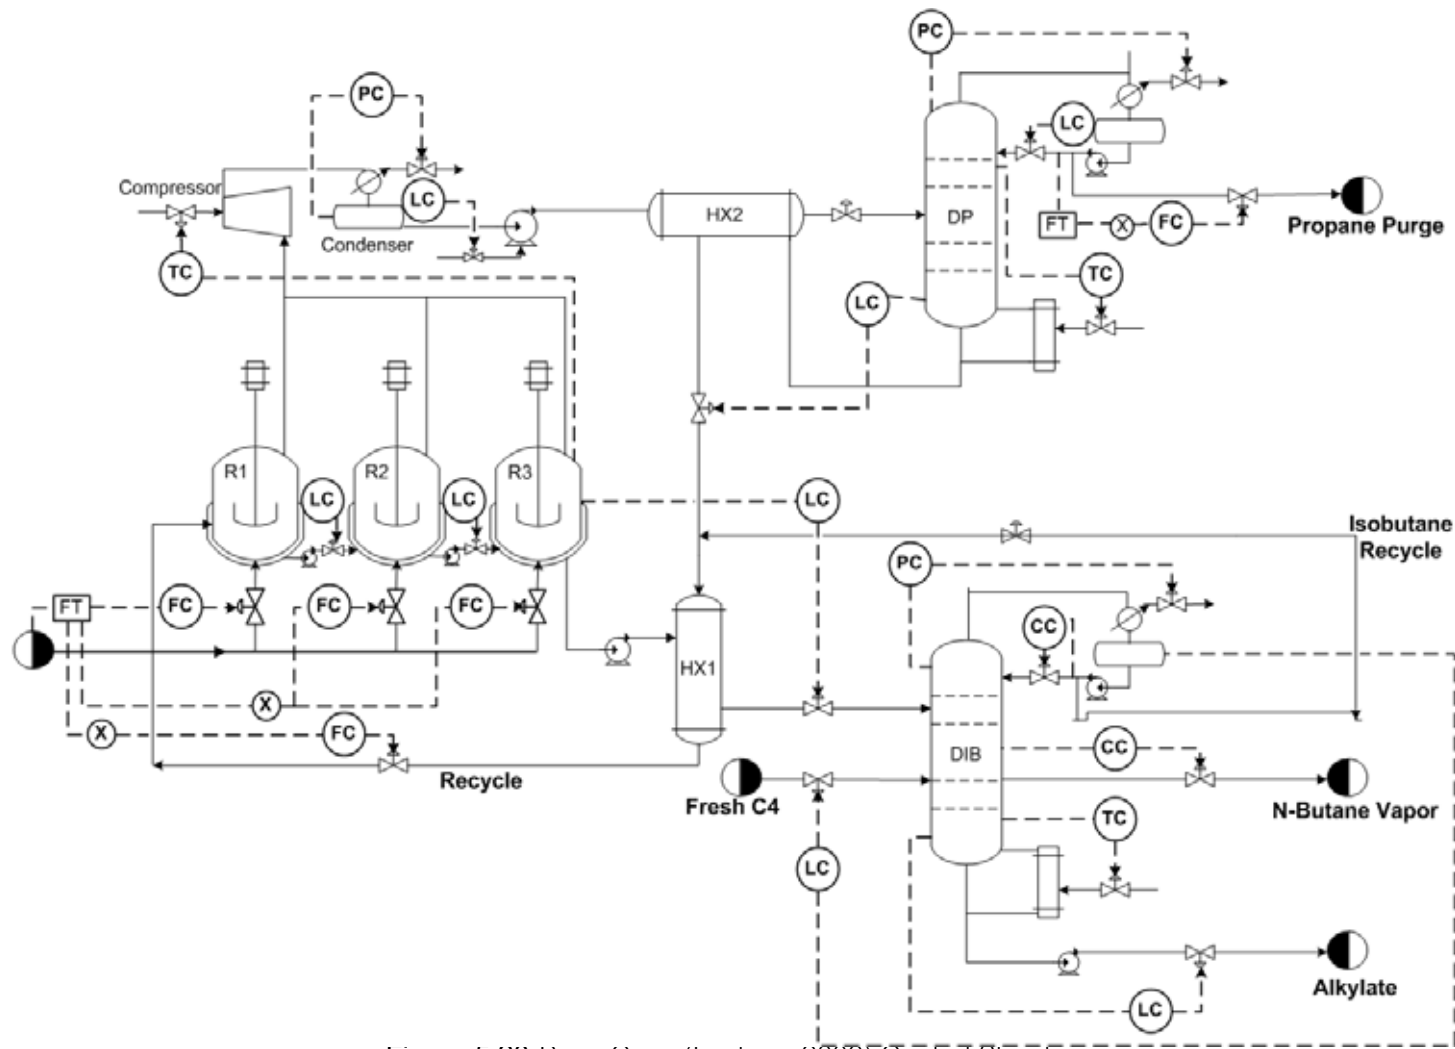 PC
PC
LC
Compressor
LC
Condenser
HX2
DP
FT
X
FC
Propane Purge
TC
TC
LC
R1
R2
R3
LC
LC
LC
Isobutane
Recycle
PC
FT
FC
FC
FC
CC
HX1
X
X
FC
CC
DIB
Recycle
Fresh C4
N-Butane Vapor
TC
LC
Alkylate
LC